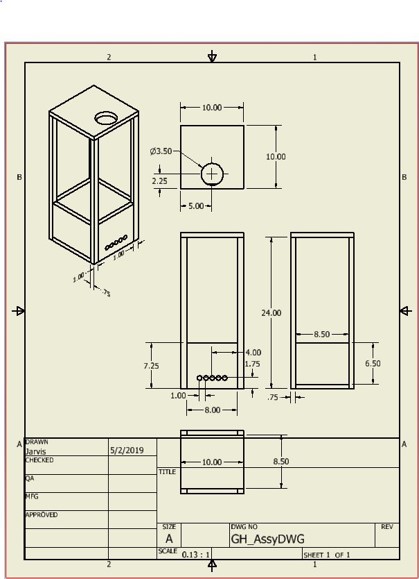 2
1
10.00
Ø3.50
10.00
2.25
B
B
5.00
1.00
1.00
.75
24.00
8.50
4.00
7.25
1.75
6.50
1.00
8.00
.75
A
A
DRAWN
Jarvis
5/2/2019
CHECKED
QA
MFG
APPROVED
TITLE
10.00
8.50
SIZE
A
DWG NO
GH_AssyDWG
REV
SCALE
0.13 : 1
SHEET 1 OF 1
2
1